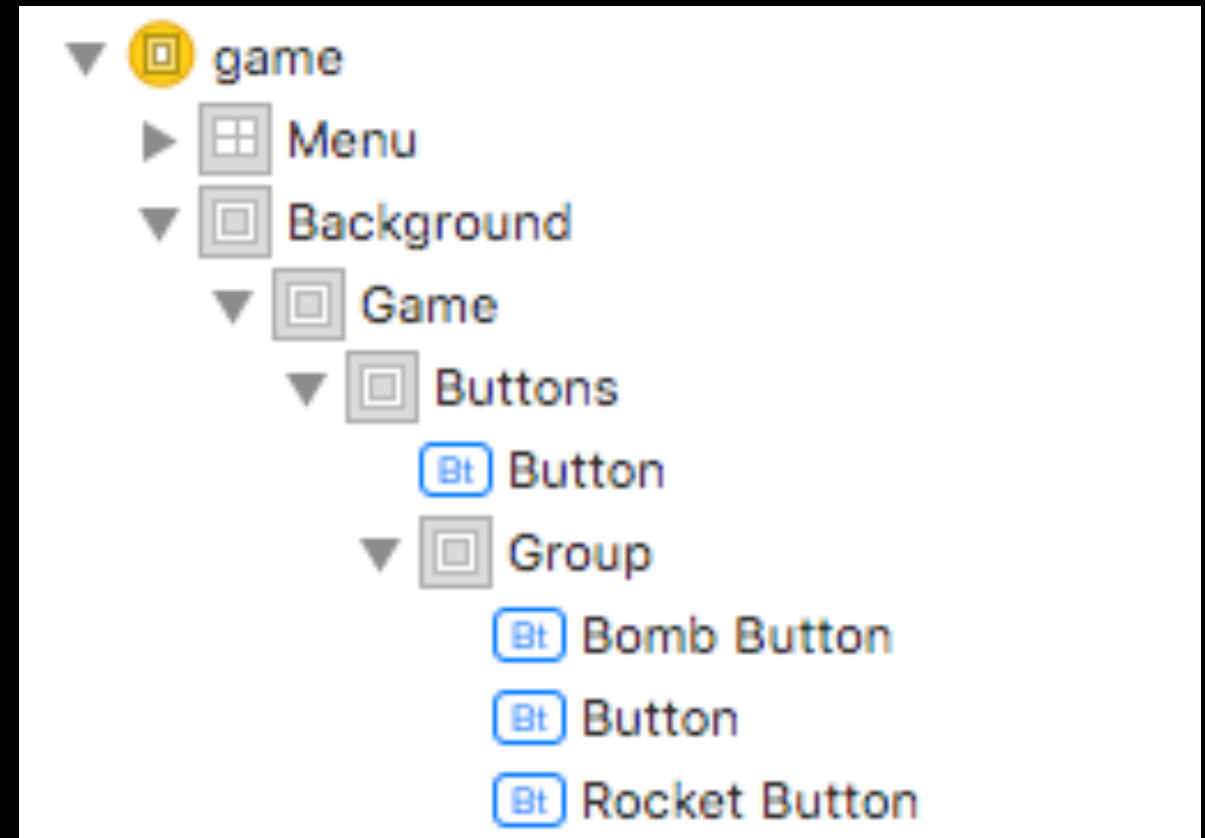 game
Menu
Background
Game
Buttons
Bt Button
Group
Bt Bomb Button
Bt Button
Bt Rocket Button